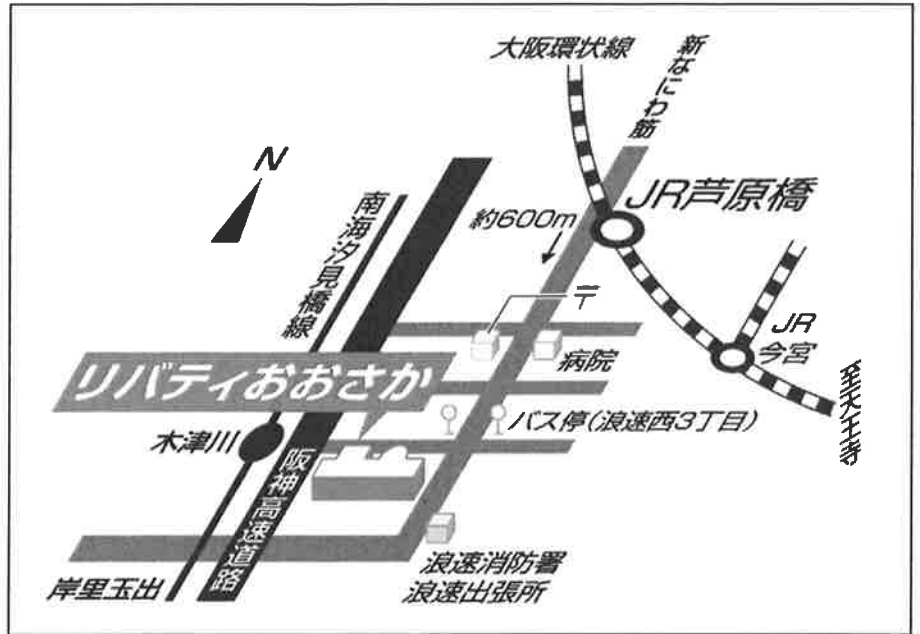 大阪環状線
新なにわ筋
N
JR芦原橋
南海汐見橋線
約600m
〒
JR
今宮
病院
リバティおおさか
至天王寺
バス停(浪速西3丁目)
木津川
阪神高速道路
浪速消防署
浪速出張所
岸里玉出